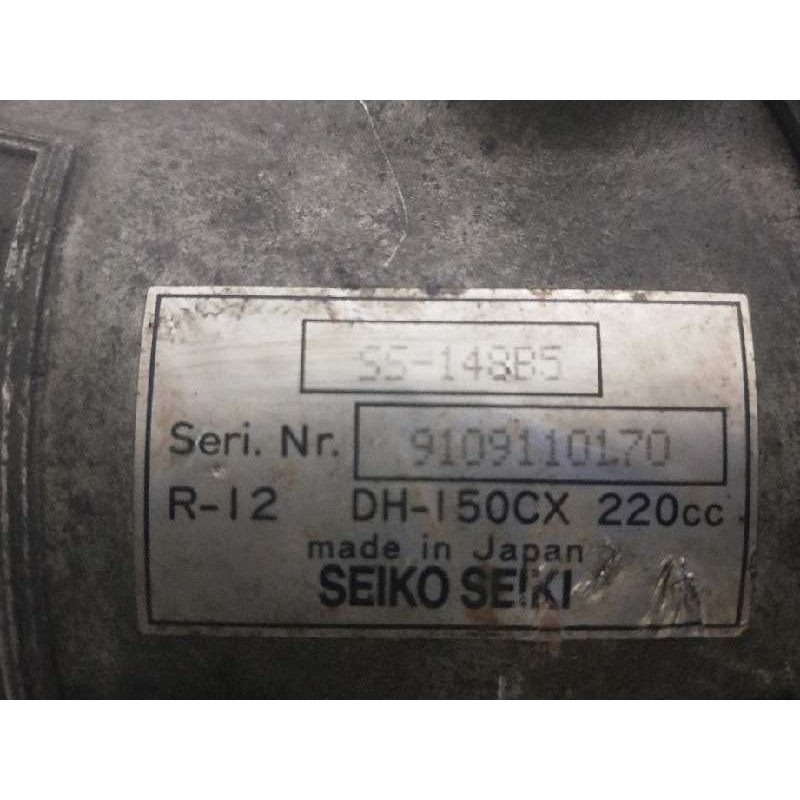 SS-148B5
Seri. Nr. 9109110170
R-12 DH-150CX 220cc
made in Japan
SEIKO SEIKI